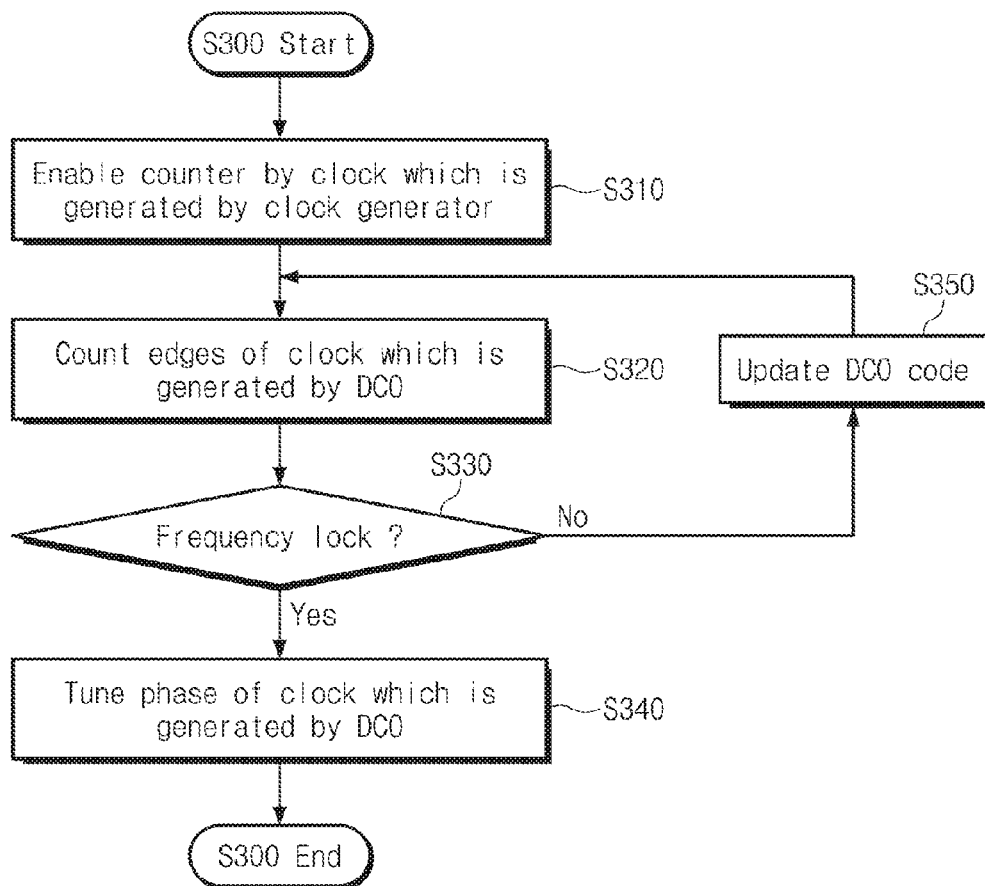 S300 Start
Enable counter by clock which is
generated by clock generator
S310
S350
Count edges of clock which is
generated by DCO
S320
Update DCO code
S330
Frequency lock ?
No
Yes
Tune phase of clock which is
generated by DCO
S340
S300 End